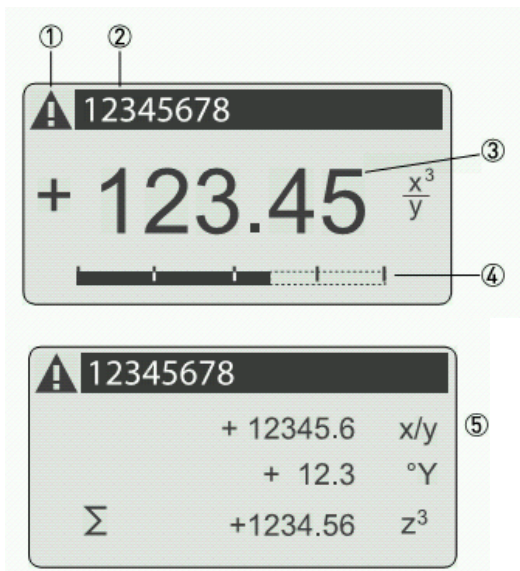 ① ②
12345678
③
+ 123.45 x³/y
④
12345678
+ 12345.6 x/y ⑤
+ 12.3 °Y
Σ +1234.56 z³